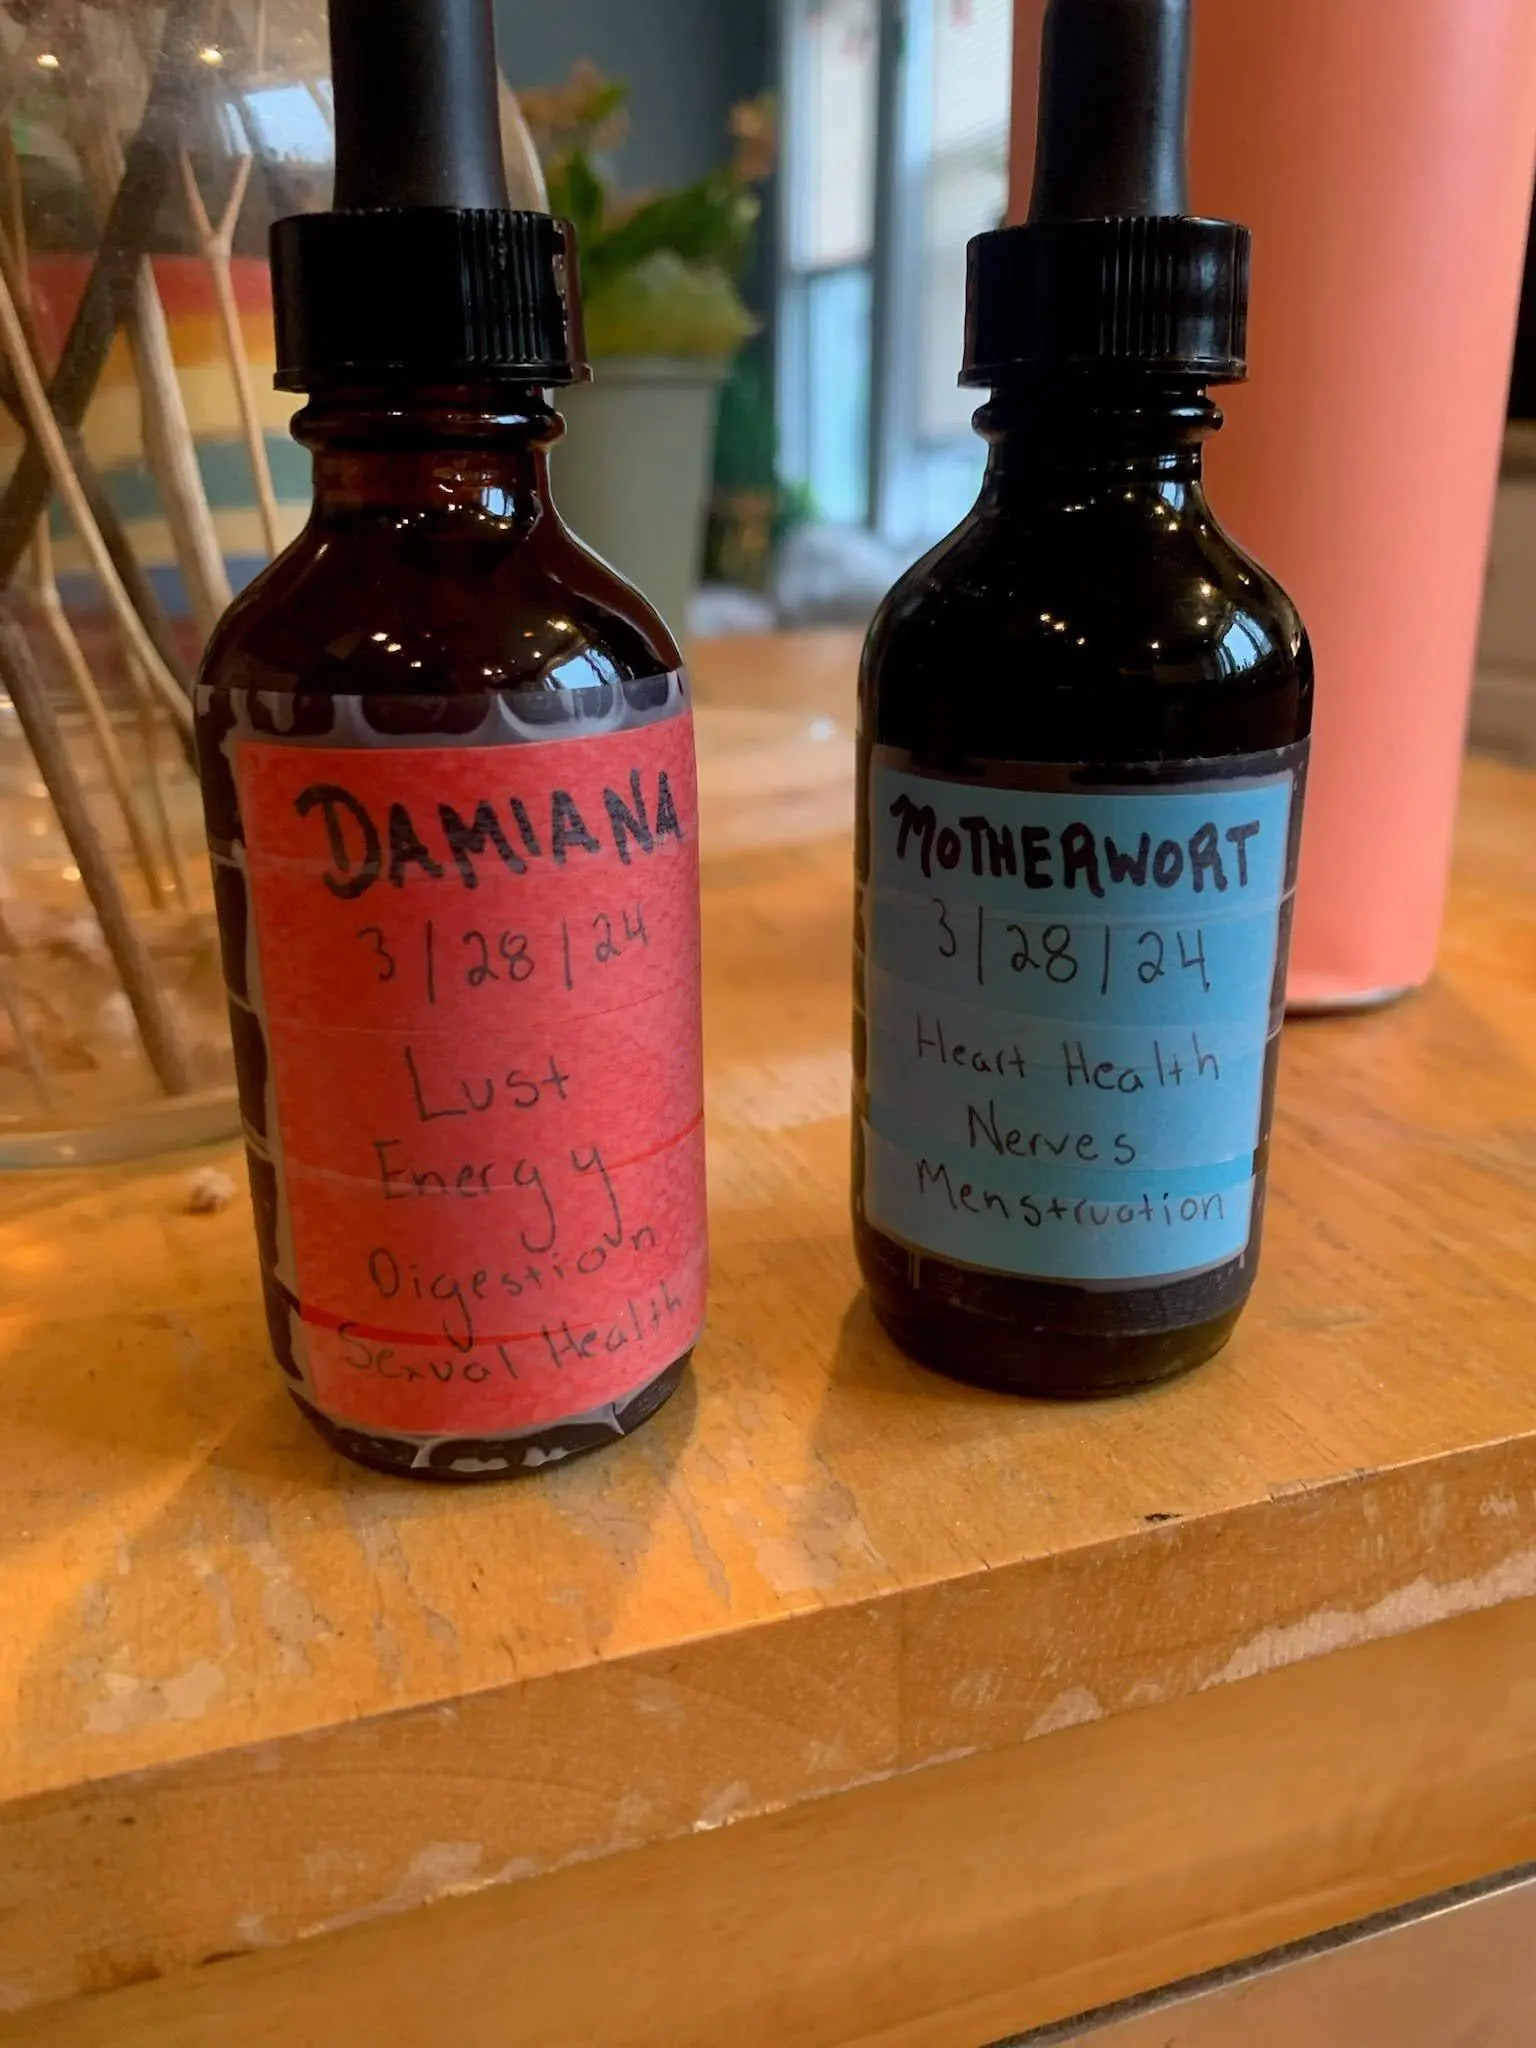 DAMIANA
3/28/24
Lust
Energy
Digestion
Sexual Health
MOTHERWORT
3/28/24
Heart Health
Nerves
Menstruation